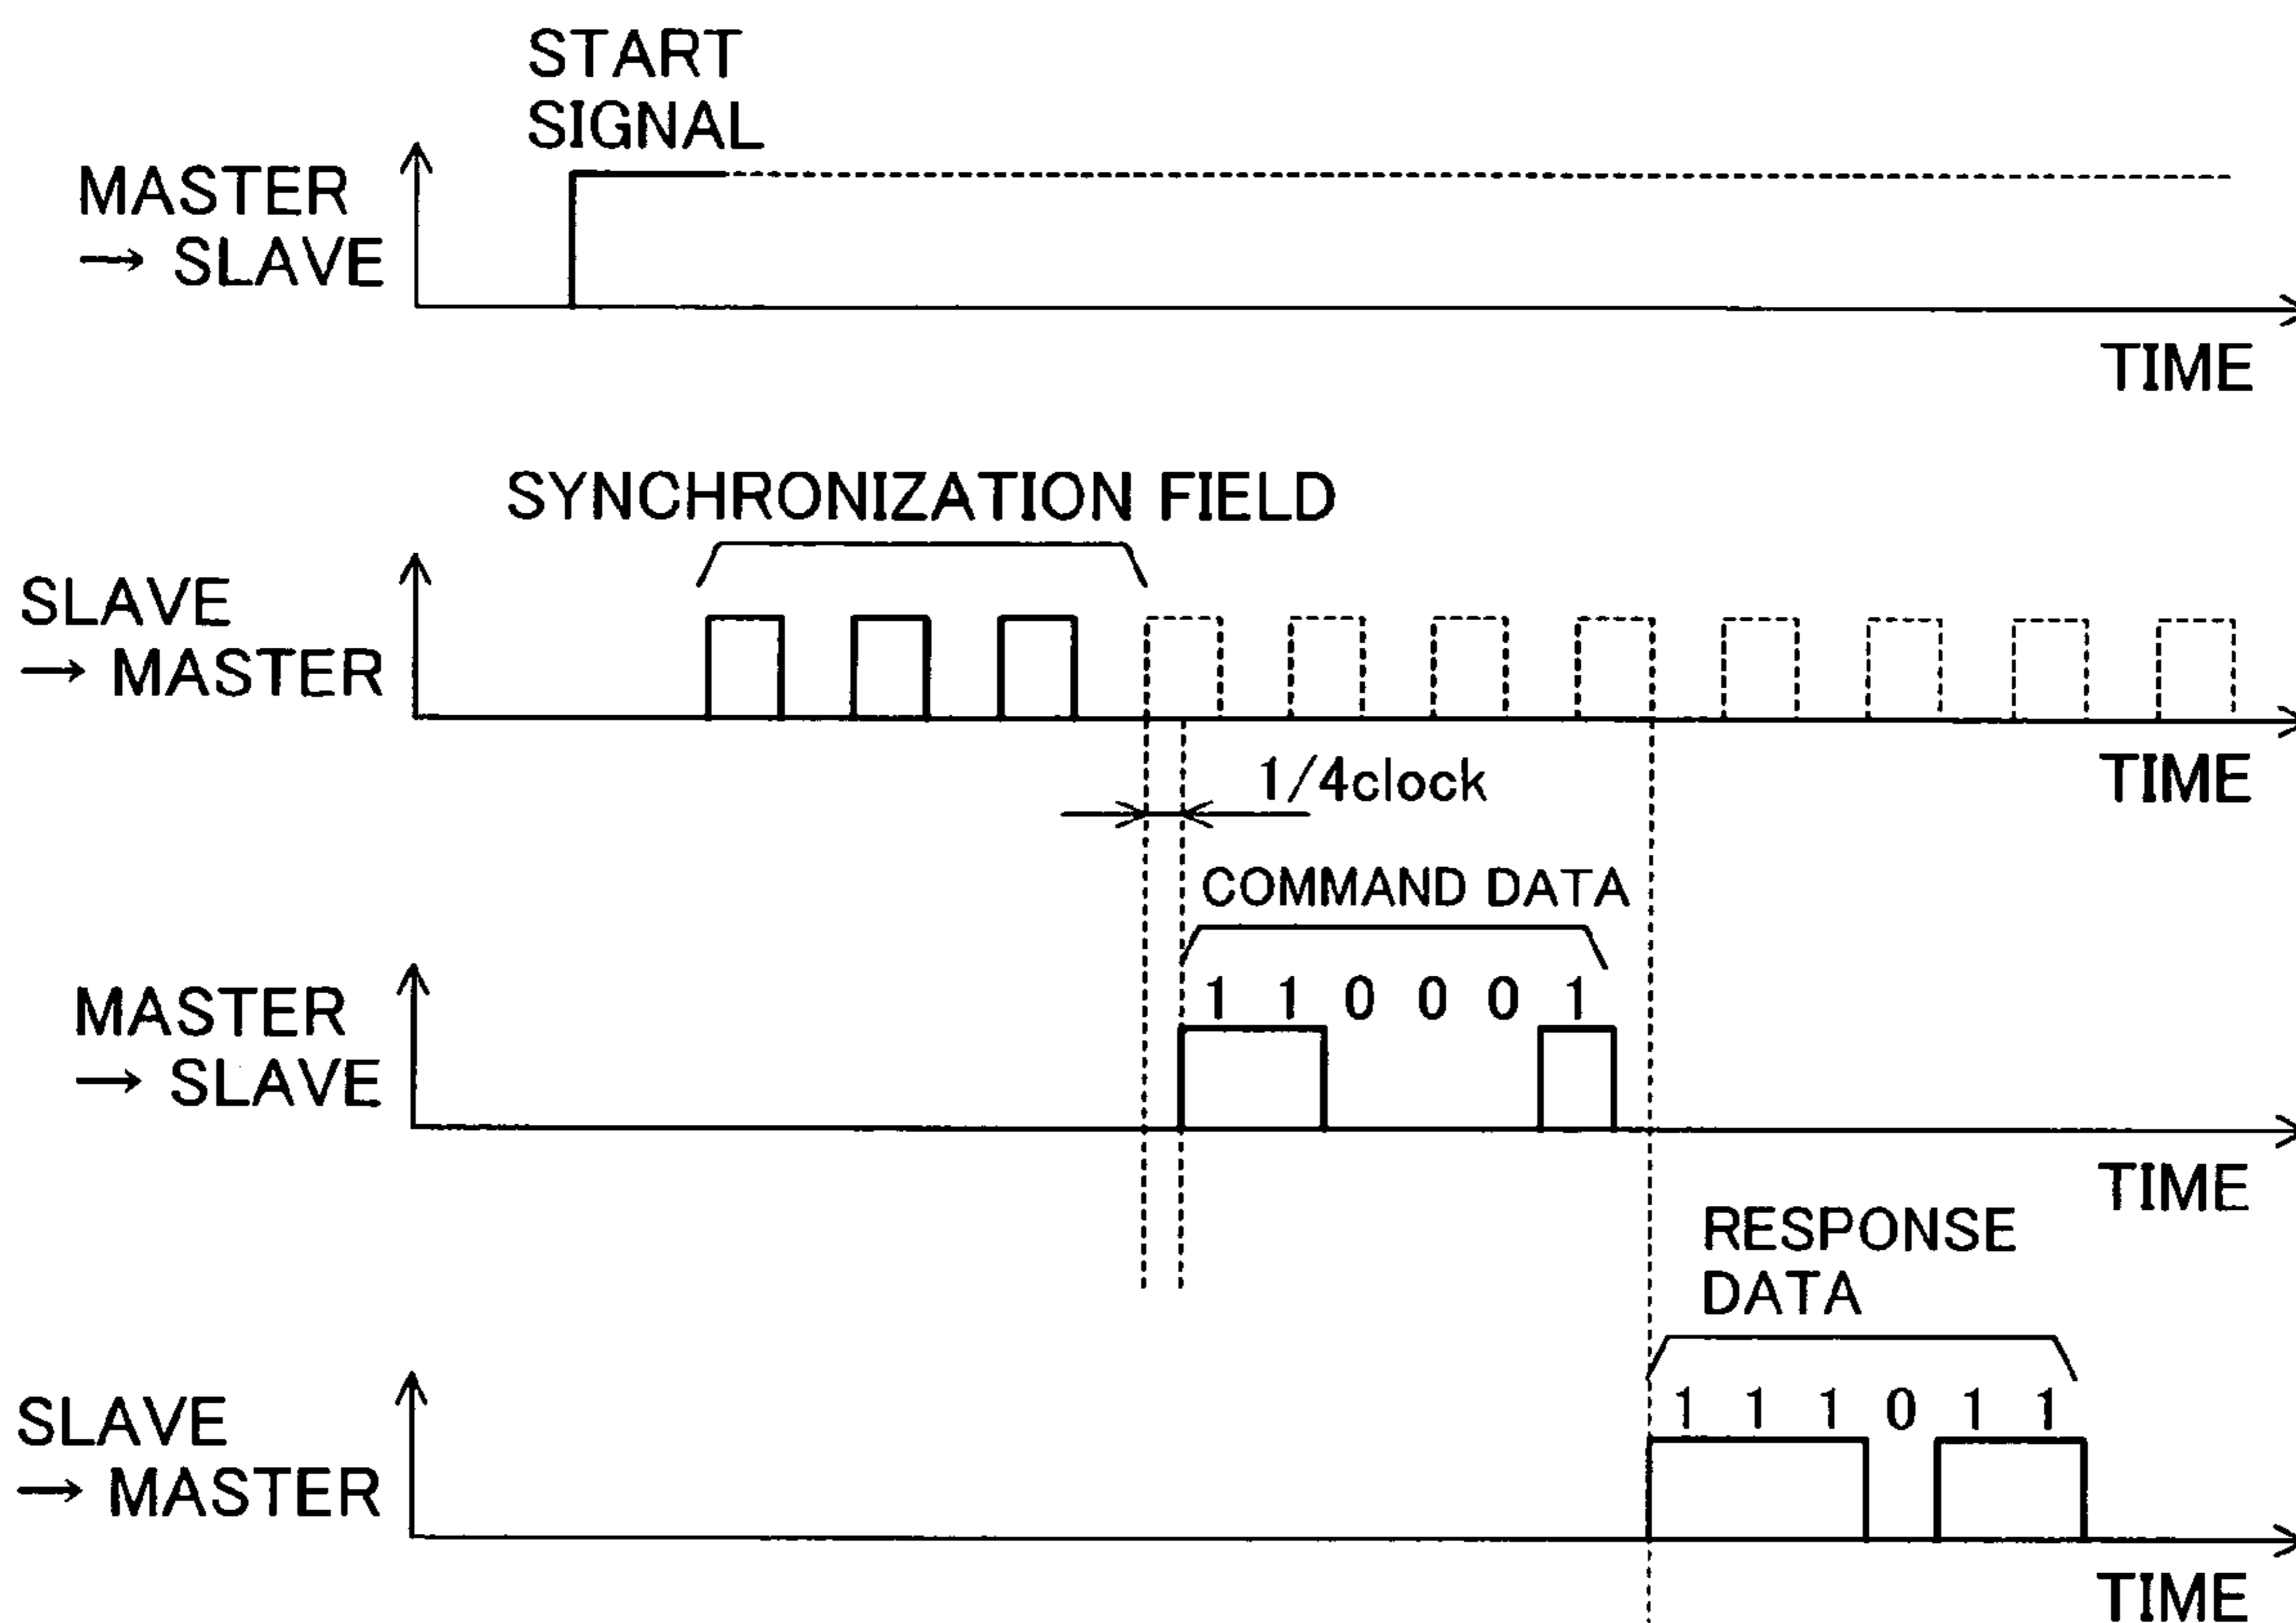 START
SIGNAL
MASTER
→ SLAVE
TIME
SYNCHRONIZATION FIELD
SLAVE
→ MASTER
TIME
1/4clock
COMMAND DATA
1 1 0 0 0 1
MASTER
→ SLAVE
TIME
RESPONSE
DATA
1 1 1 0 1 1
SLAVE
→ MASTER
TIME